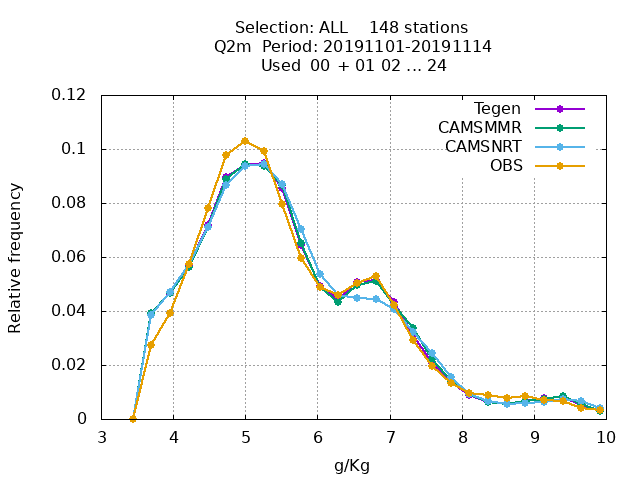 Selection: ALL    148 stations
Q2m  Period: 20191101-20191114
Used  00 + 01 02 ... 24
Relative frequency
0.12
0.1
0.08
0.06
0.04
0.02
0
Tegen
CAMSMMR
CAMSNRT
OBS
3 4 5 6 7 8 9 10
g/Kg